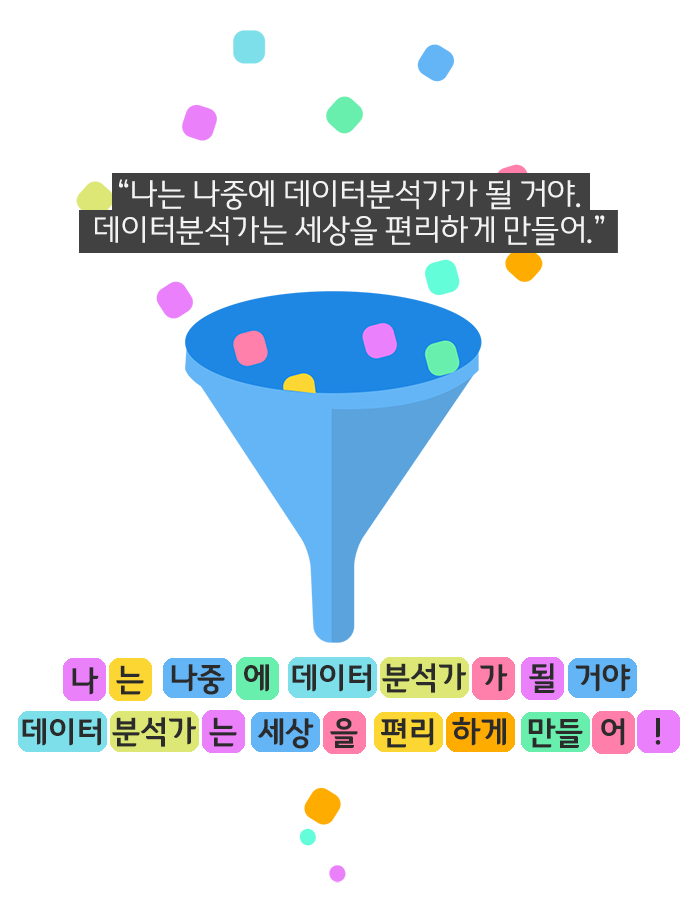 “나는 나중에 데이터분석가가 될 거야.
데이터분석가는 세상을 편리하게 만들어.”
나 는 나중 에 데이터 분석가 가 될 거야
데이터 분석가 는 세상 을 편리 하게 만들 어 !